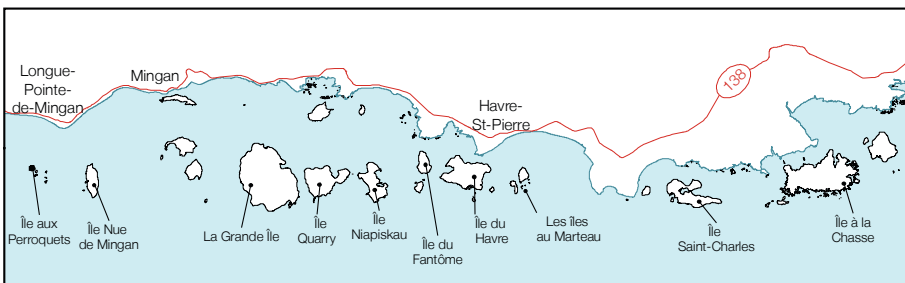 Longue-
Pointe-
de-Mingan
Mingan
Havre-
St-Pierre
138
Île aux
Perroquets
Île Nue
de Mingan
La Grande Île
Île
Quarry
Île
Niapiskau
Île du
Fantôme
Île du
Havre
Les îles
au Marteau
Île
Saint-Charles
Île à la
Chasse